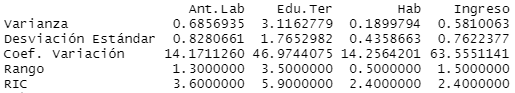 Ant.Lab Edu.Ter Hab Ingreso
Varianza 0.6856935 3.1162779 0.1899794 0.5810063
Desviación Estándar 0.8280661 1.7652982 0.4358663 0.7622377
Coef. Variación 14.1711260 46.9744075 14.2564201 63.5551141
Rango 1.3000000 3.5000000 0.5000000 1.5000000
RIC 3.6000000 5.9000000 2.4000000 2.4000000